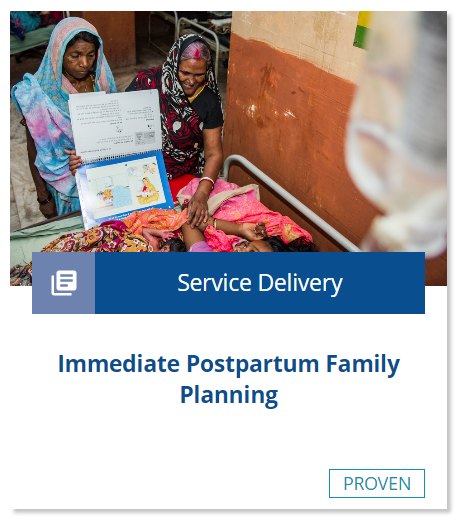 Service Delivery
Immediate Postpartum Family
Planning
PROVEN